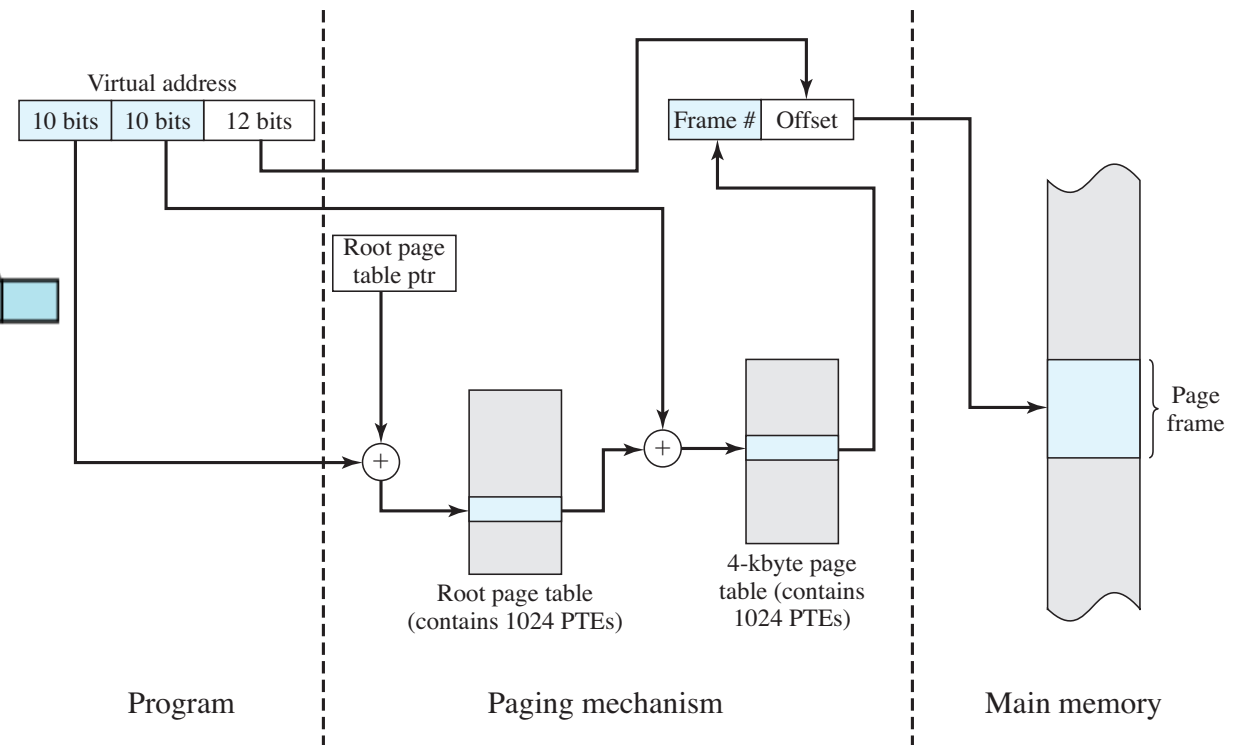 Virtual address
10 bits 10 bits 12 bits
Frame # Offset
Root page
table ptr
+
+
Page
frame
Root page table
(contains 1024 PTEs)
4-kbyte page
table (contains
1024 PTEs)
Program
Paging mechanism
Main memory